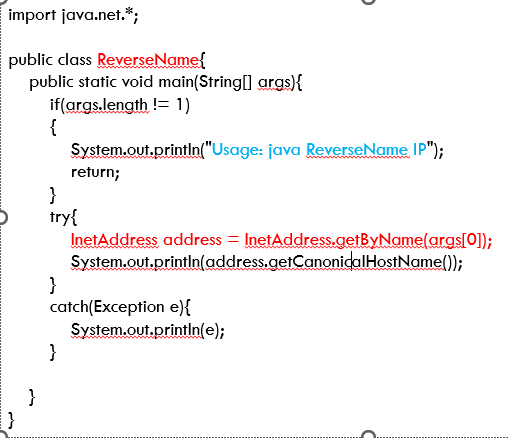 import java.net.*;
public class ReverseName{
public static void main(String[] args){
if(args.length != 1)
{
System.out.println("Usage: java ReverseName IP");
return;
}
try{
InetAddress address = InetAddress.getByName(args[0]);
System.out.println(address.getCanonicalHostName());
}
catch(Exception e){
System.out.println(e);
}
}
}